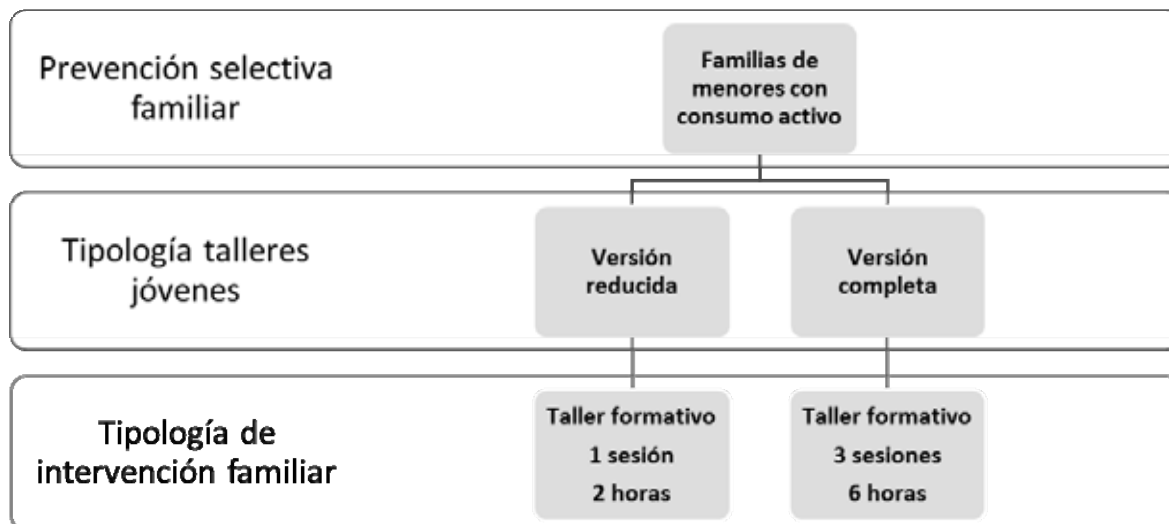 Prevención selectiva
familiar
Familias de
menores con
consumo activo
Tipología talleres
jóvenes
Versión
reducida
Versión
completa
Tipología de
intervención familiar
Taller formativo
1 sesión
2 horas
Taller formativo
3 sesiones
6 horas